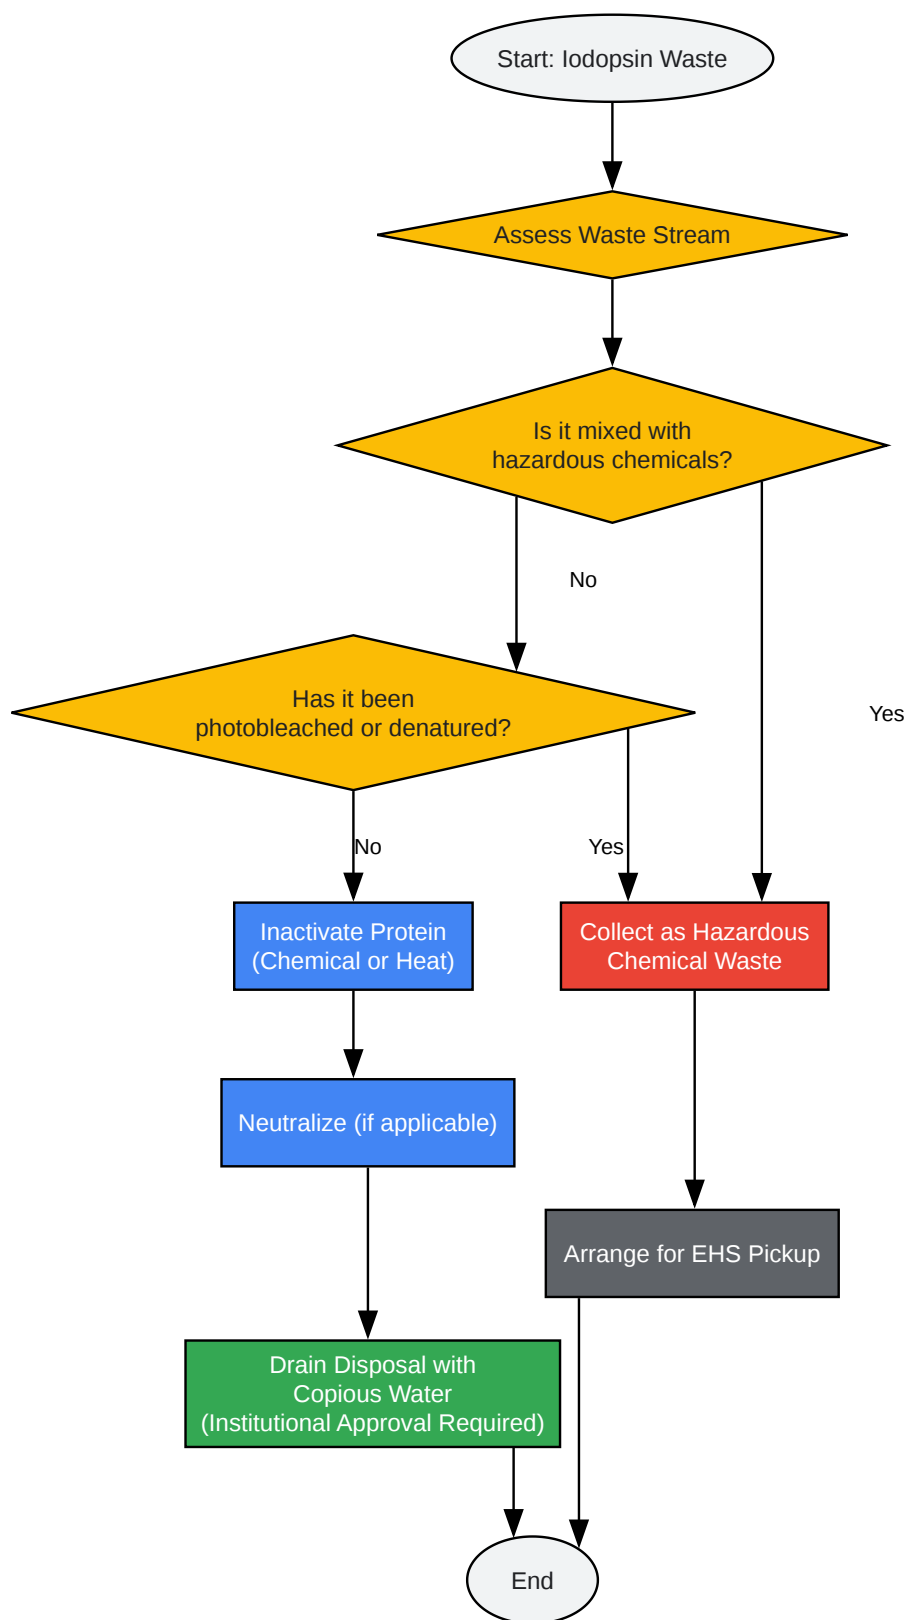 Start: Iodopsin Waste
Assess Waste Stream
Is it mixed with
hazardous chemicals?
No
Yes
Has it been
photobleached or denatured?
No
Yes
Inactivate Protein
(Chemical or Heat)
Collect as Hazardous
Chemical Waste
Neutralize (if applicable)
Arrange for EHS Pickup
Drain Disposal with
Copious Water
(Institutional Approval Required)
End